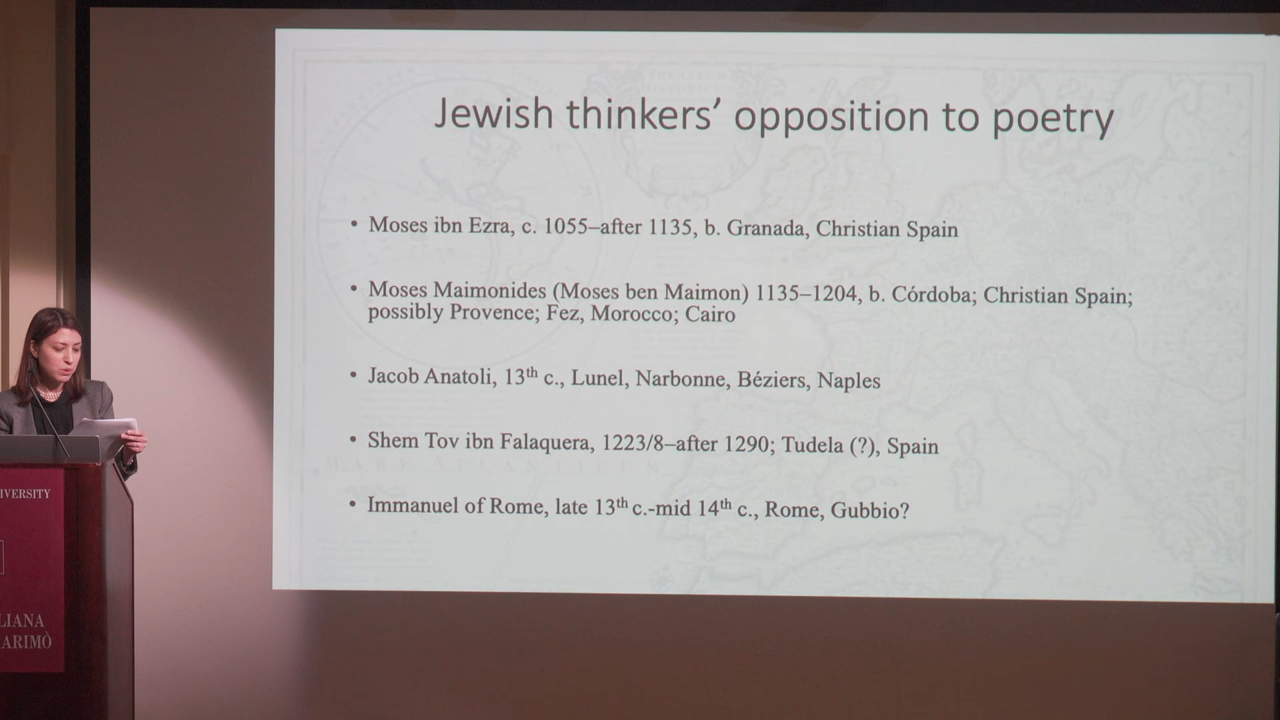 Jewish thinkers’ opposition to poetry
• Moses ibn Ezra, c. 1055–after 1135, b. Granada, Christian Spain
• Moses Maimonides (Moses ben Maimon) 1135–1204, b. Córdoba; Christian Spain;
possibly Provence; Fez, Morocco; Cairo
• Jacob Anatoli, 13th c., Lunel, Narbonne, Béziers, Naples
• Shem Tov ibn Falaquera, 1223/8–after 1290; Tudela (?), Spain
• Immanuel of Rome, late 13th c.-mid 14th c., Rome, Gubbio?
IVERSITY
LIANA
ARIMÒ